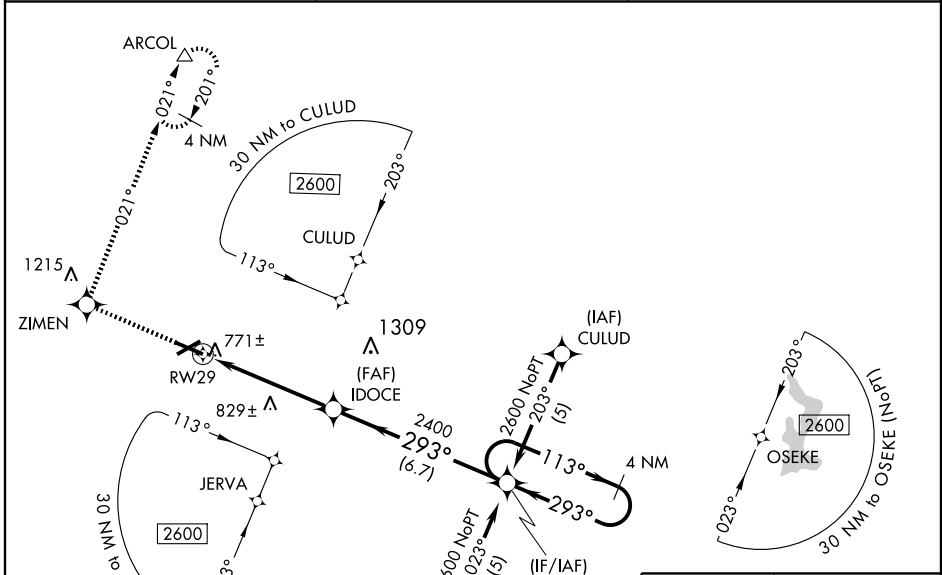 ARCOL
021°
201°
4 NM
021°
30 NM to CULUD
2600
203°
CULUD
113°
1215
ZIMEN
771±
RW29
1309
(FAF)
IDOCE
829±
2400
293°
(6.7)
(IAF)
CULUD
2600 NoPT
203°
(5)
113°
4 NM
293°
023°
(5)
(IF/IAF)
203°
2600
OSEKE
023°
30 NM to OSEKE (NoPT)
113°
JERVA
30 NM to
2600